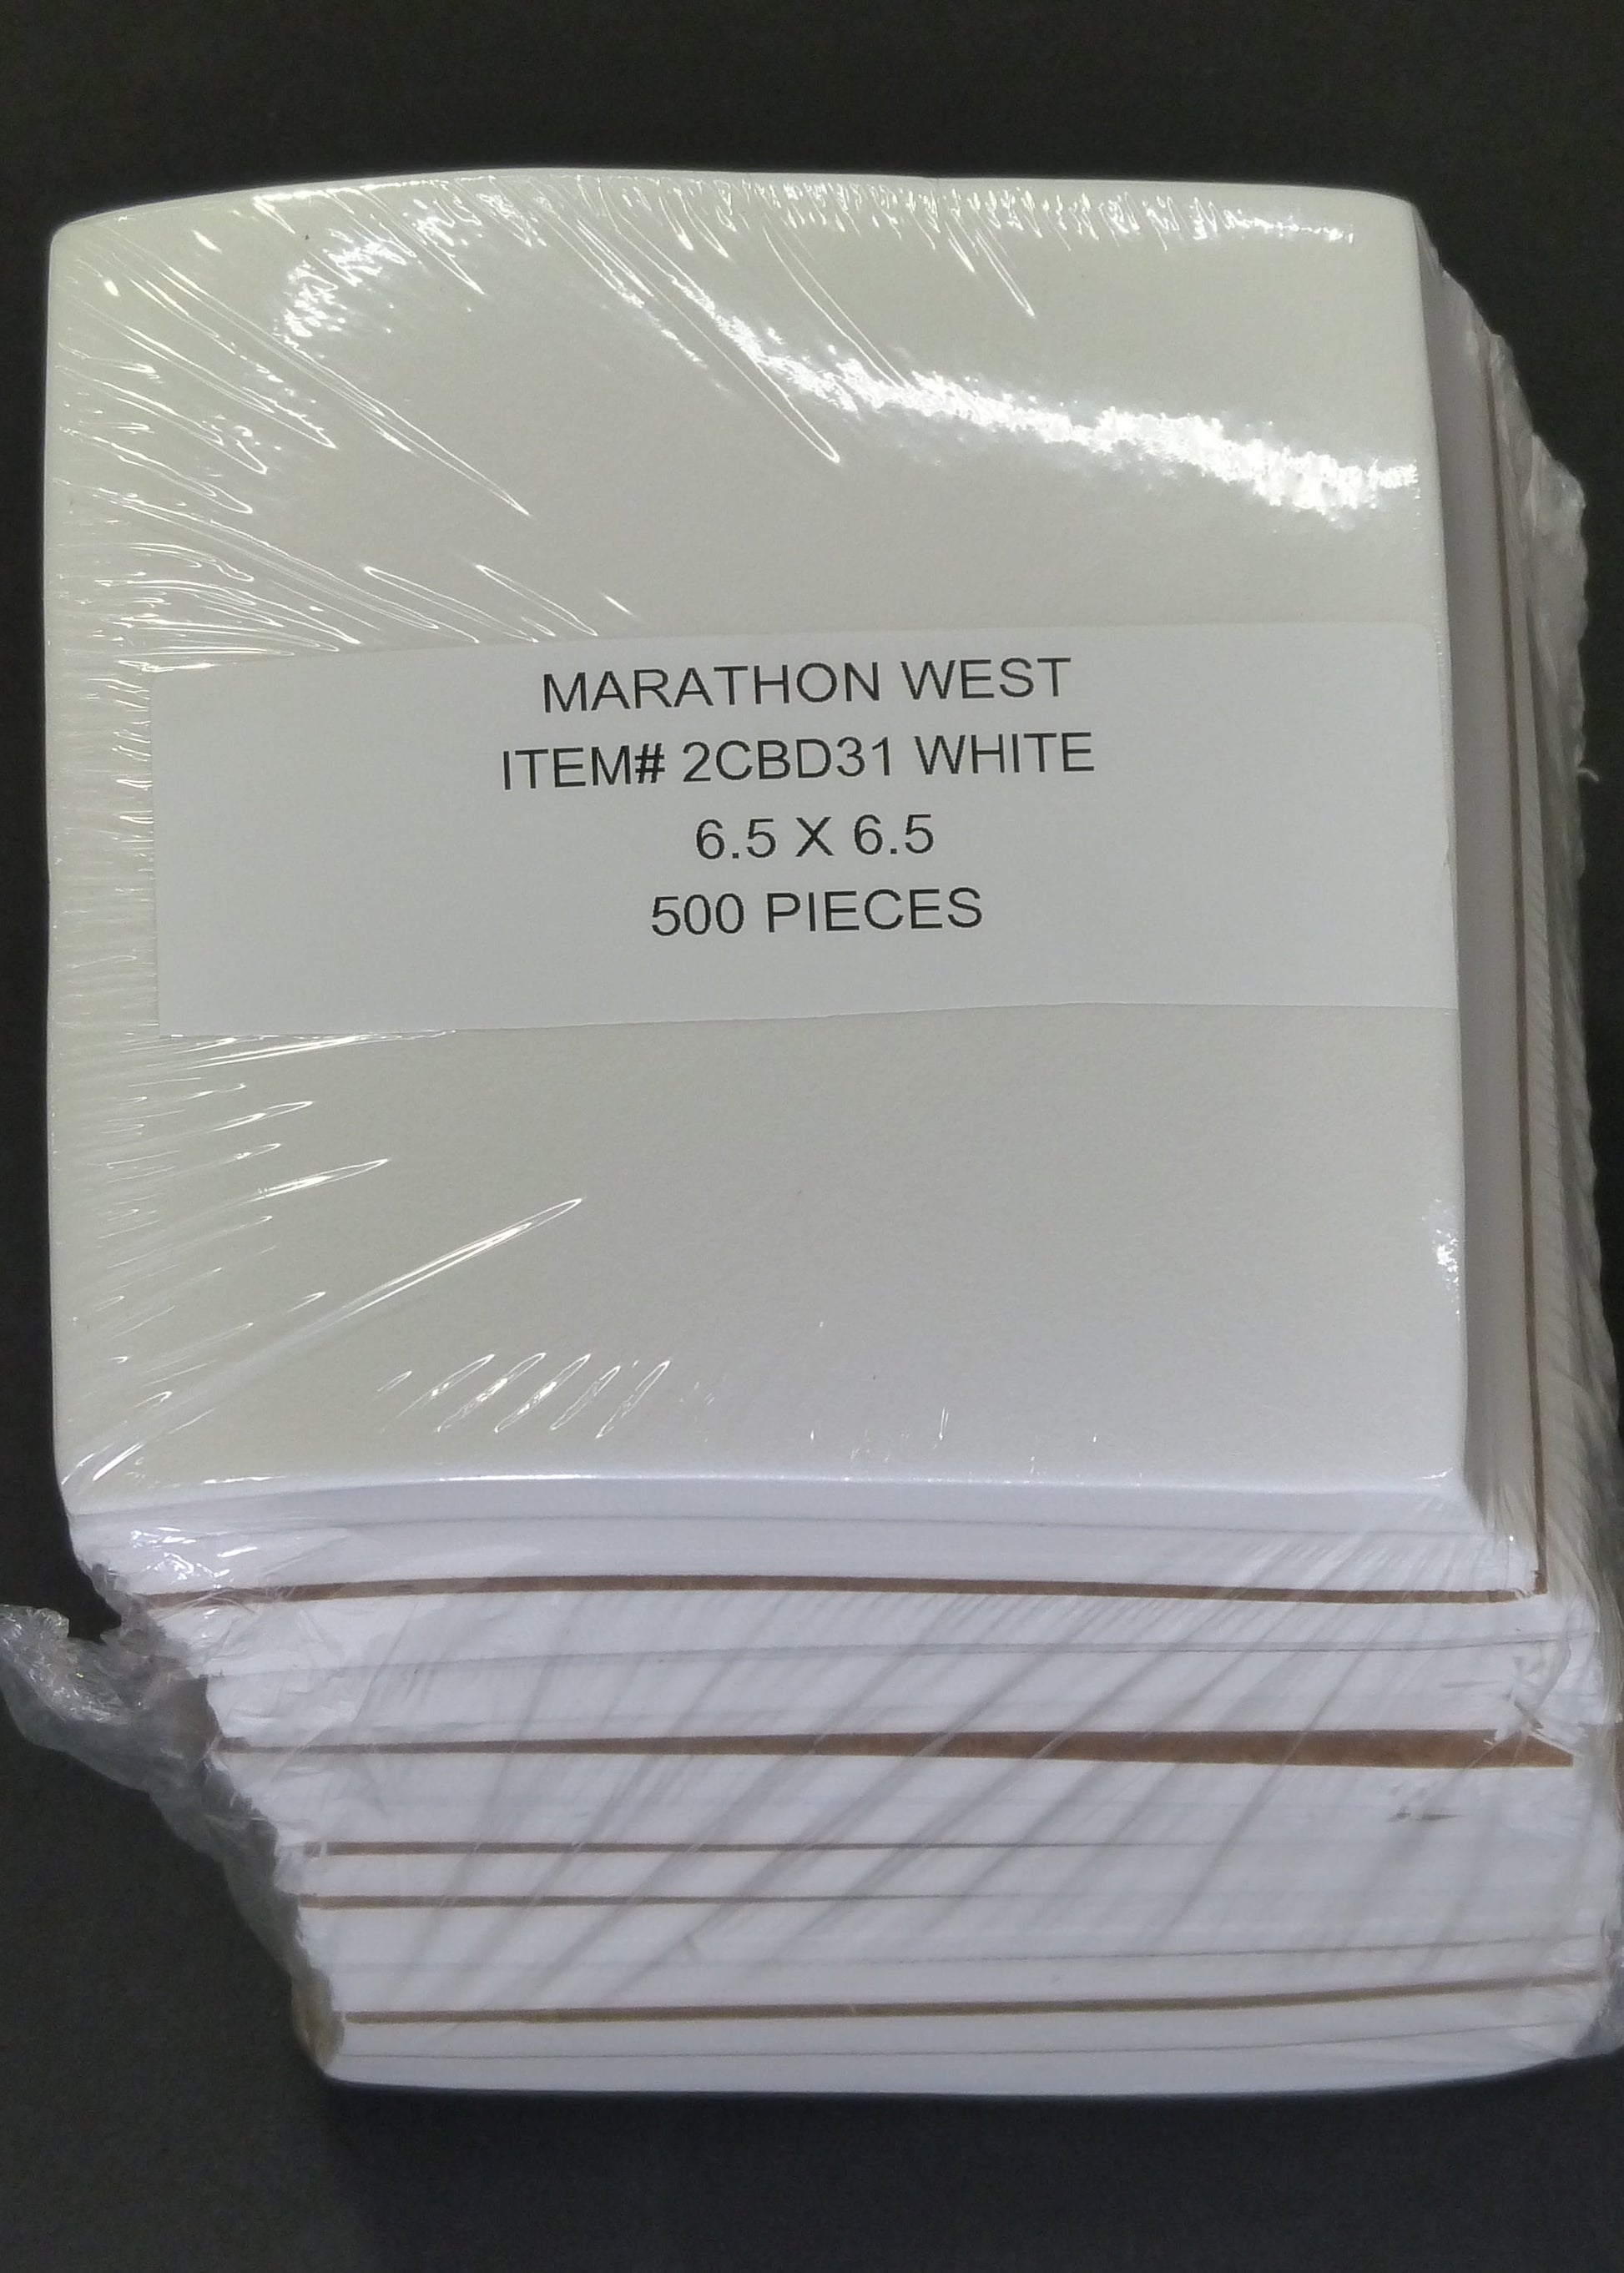 MARATHON WEST
ITEM# 2CBD31 WHITE
6.5 X 6.5
500 PIECES